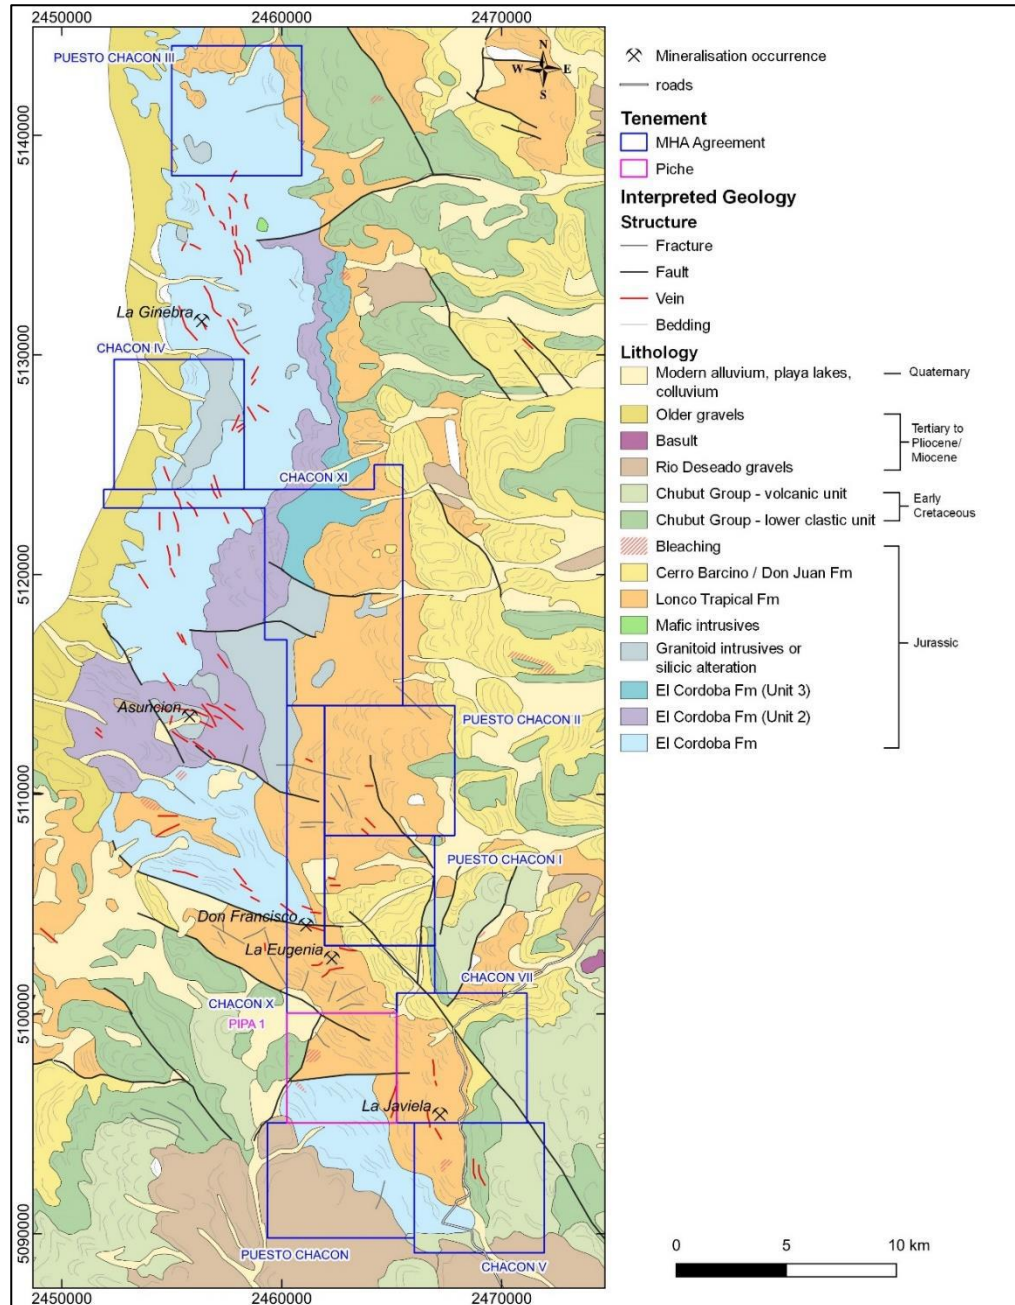 2450000
2460000
2470000
PUESTO CHACON III
N
W
E
S
5140000
La Ginebra
CHACON IV
5130000
CHACON XI
5120000
Asuncion
PUESTO CHACON II
5110000
PUESTO CHACON I
Don Francisco
La Eugenia
CHACON VII
CHACON X
5100000
PIPA 1
La Javiela
5090000
PUESTO CHACON
CHACON V
2450000
2460000
2470000
Mineralisation occurrence
roads
Tenement
MHA Agreement
Piche
Interpreted Geology
Structure
Fracture
Fault
Vein
Bedding
Lithology
Modern alluvium, playa lakes,
colluvium
Quaternary
Older gravels
Basult
Rio Deseado gravels
Tertiary to
Pliocene/
Miocene
Chubut Group - volcanic unit
Chubut Group - lower clastic unit
Early
Cretaceous
Bleaching
Cerro Barcino / Don Juan Fm
Lonco Trapical Fm
Mafic intrusives
Granitoid intrusives or
silicic alteration
El Cordoba Fm (Unit 3)
El Cordoba Fm (Unit 2)
El Cordoba Fm
Jurassic
0
5
10 km